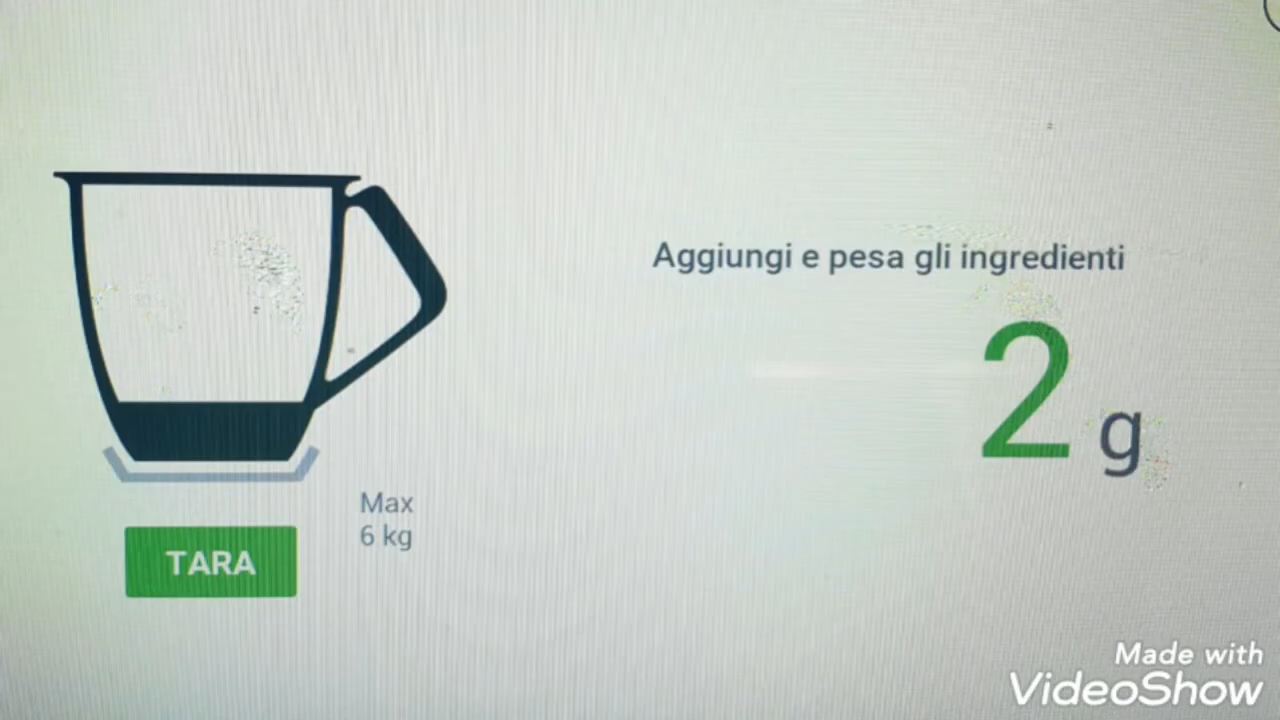 Aggiungi e pesa gli ingredienti
2 g
Max
6 kg
TARA
Made with
VideoShow